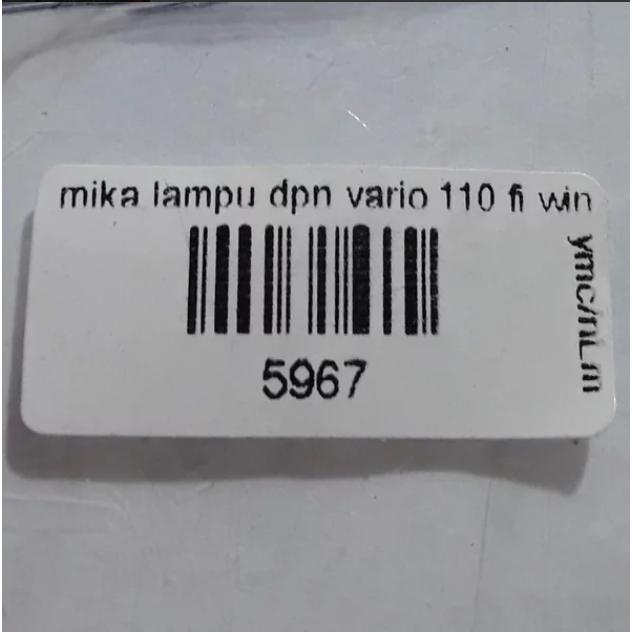 mika lampu dpn vario 110 fi win
5967